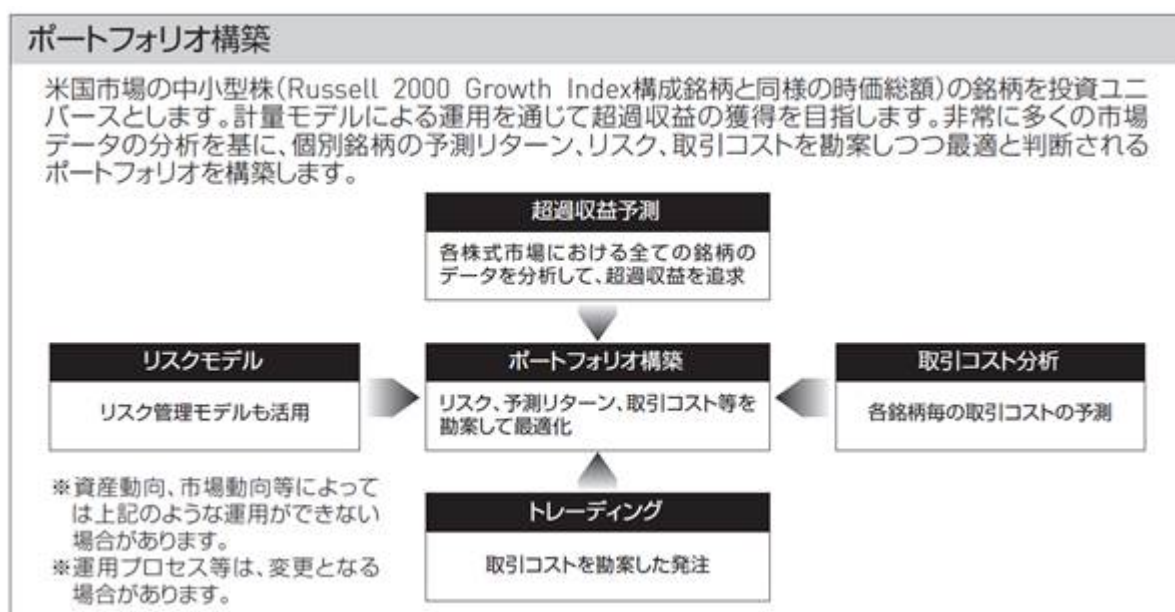 ポートフォリオ構築
米国市場の中小型株(Russell 2000 Growth Index構成銘柄と同様の時価総額)の銘柄を投資ユニ
バースとします。計量モデルによる運用を通じて超過収益の獲得を目指します。非常に多くの市場
データの分析を基に、個別銘柄の予測リターン、リスク、取引コストを勘案しつつ最適と判断される
ポートフォリオを構築します。
超過収益予測
各株式市場における全ての銘柄の
データを分析して、超過収益を追求
リスクモデル
リスク管理モデルも活用
ポートフォリオ構築
リスク、予測リターン、取引コスト等を
勘案して最適化
取引コスト分析
各銘柄毎の取引コストの予測
トレーディング
取引コストを勘案した発注
※資産動向、市場動向等によって
は上記のような運用ができない
場合があります。
※運用プロセス等は、変更となる
場合があります。